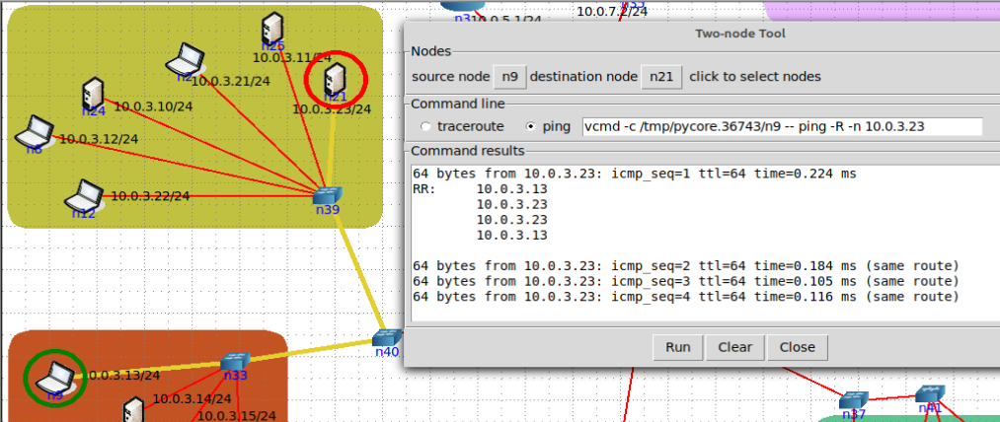 n25
10.0.3.11/24
n2
10.0.3.21/24
n21
10.0.3.23/24
n24
10.0.3.10/24
10.0.3.12/24
n12
10.0.3.22/24
n39
n40
n9
10.0.3.13/24
n33
10.0.3.14/24
10.0.3.15/24
10.0.5.1/24
10.0.7.2/24
Two-node Tool
Nodes
source node n9 destination node n21 click to select nodes
Command line
traceroute ping vcmd -c /tmp/pycore.36743/n9 -- ping -R -n 10.0.3.23
Command results
64 bytes from 10.0.3.23: icmp_seq=1 ttl=64 time=0.224 ms
RR: 10.0.3.13
10.0.3.23
10.0.3.23
10.0.3.13
64 bytes from 10.0.3.23: icmp_seq=2 ttl=64 time=0.184 ms (same route)
64 bytes from 10.0.3.23: icmp_seq=3 ttl=64 time=0.105 ms (same route)
64 bytes from 10.0.3.23: icmp_seq=4 ttl=64 time=0.116 ms (same route)
Run Clear Close
n37
n41